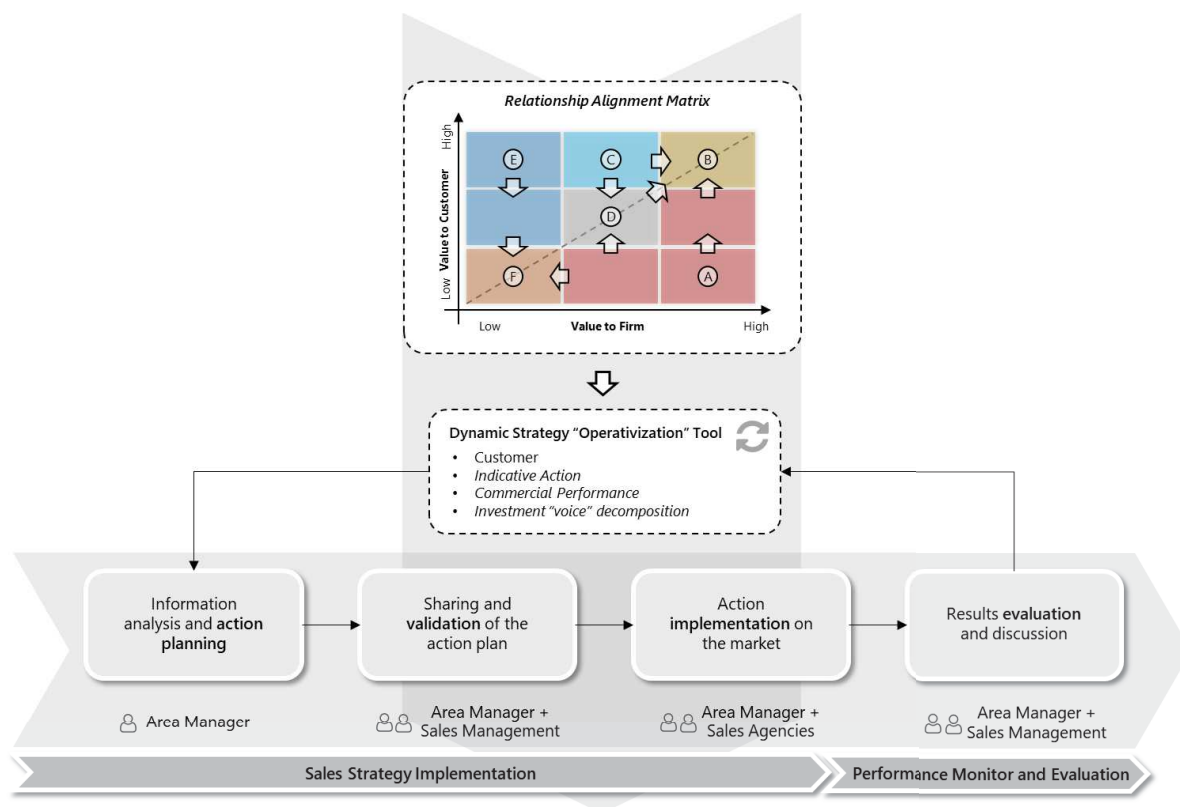 Relationship Alignment Matrix
High
Value to Customer
Low
E
C
B
D
F
A
Low
Value to Firm
High
Dynamic Strategy “Operativization” Tool
• Customer
• Indicative Action
• Commercial Performance
• Investment “voice” decomposition
Information
analysis and action
planning
Sharing and
validation of the
action plan
Action
implementation on
the market
Results evaluation
and discussion
Area Manager
Area Manager +
Sales Management
Area Manager +
Sales Agencies
Area Manager +
Sales Management
Sales Strategy Implementation
Performance Monitor and Evaluation